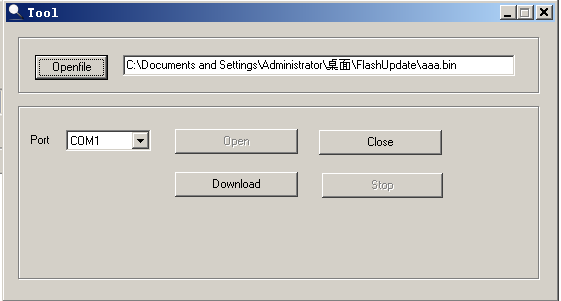 Tool
Openfile C:\Documents and Settings\Administrator\桌面\FlashUpdate\aaa.bin
Port COM1 Open Close
Download Stop